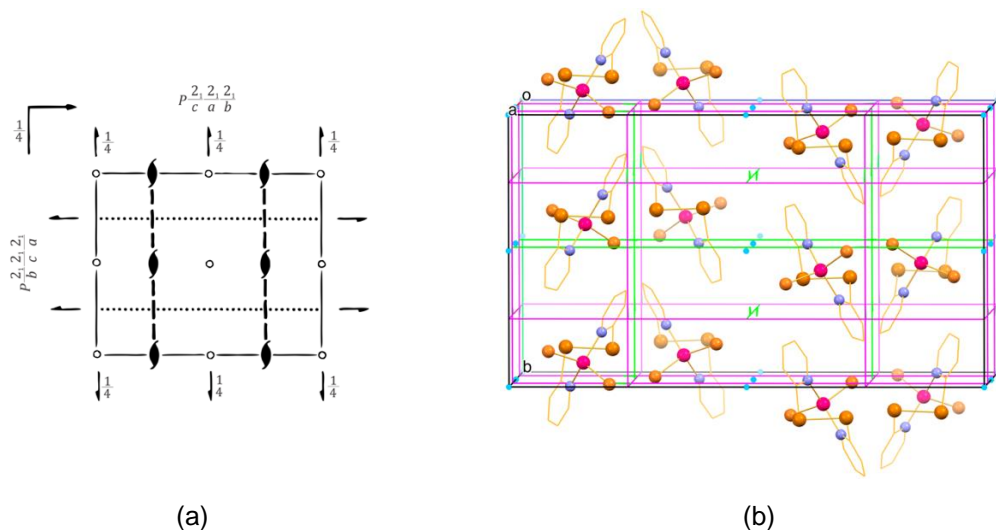 P 2₁/c 2₁/a 2₁/b
1/4
1/4 1/4 1/4
P 2₁/b 2₁/c 2₁/a
1/4 1/4 1/4
o
a
b
(a) (b)